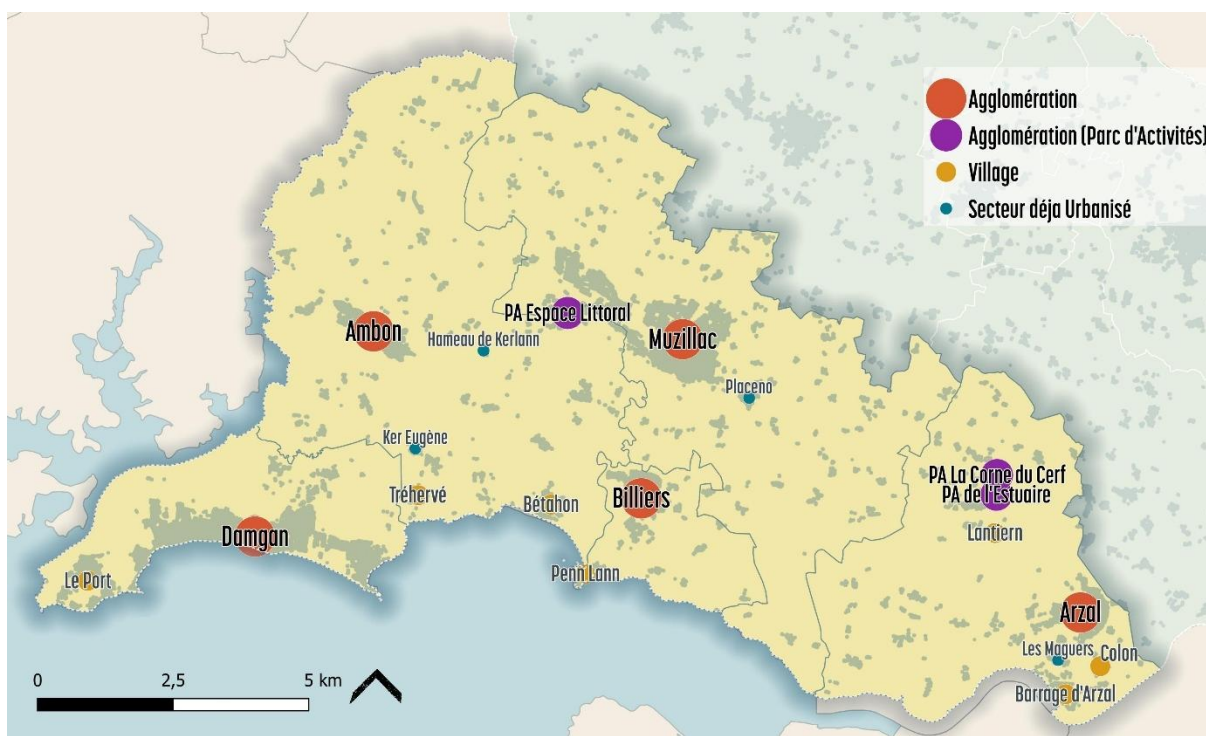 Agglomération
Agglomération (Parc d'Activités)
Village
Secteur déja Urbanisé
PA Espace Littoral
Ambon
Hameau de Kerlann
Muzillac
Placeno
Ker Eugène
PA La Corne du Cerf
PA de l'Estuaire
Tréhervé
Bétahon
Billiers
Lantiern
Damgan
Le Port
Penn Lann
Arzal
Les Maguers
Colon
Barrage d'Arzal
0 2,5 5 km